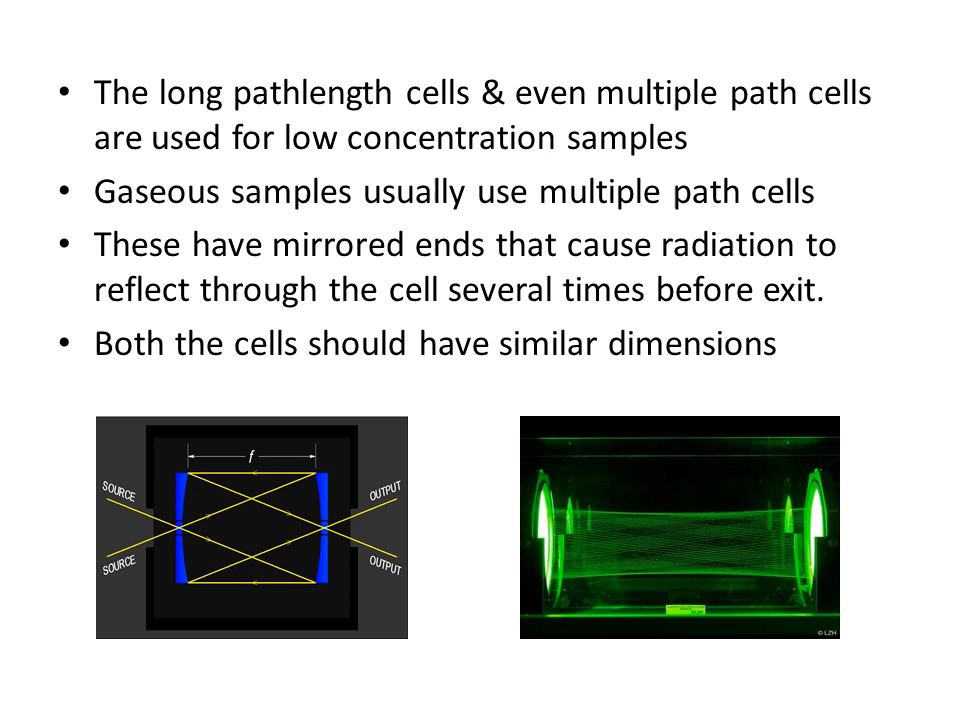 • The long pathlength cells & even multiple path cells
are used for low concentration samples
• Gaseous samples usually use multiple path cells
• These have mirrored ends that cause radiation to
reflect through the cell several times before exit.
• Both the cells should have similar dimensions
f
SOURCE
OUTPUT
SOURCE
OUTPUT
© LZH